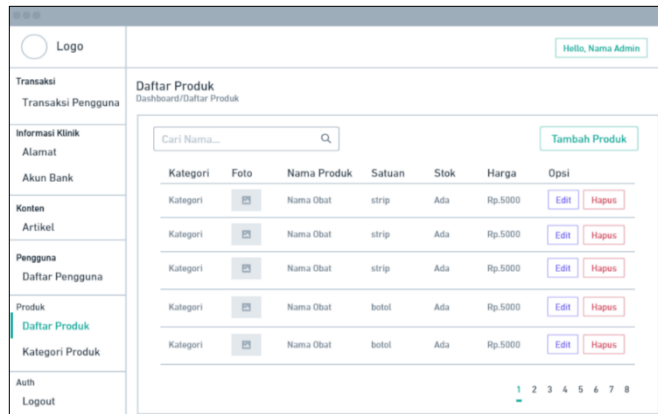 Logo
Hello, Nama Admin
Transaksi
Transaksi Pengguna
Informasi Klinik
Alamat
Akun Bank
Konten
Artikel
Pengguna
Daftar Pengguna
Produk
Daftar Produk
Kategori Produk
Auth
Logout
Daftar Produk
Dashboard/Daftar Produk
Cari Nama...
Tambah Produk
Kategori Foto Nama Produk Satuan Stok Harga Opsi
Kategori Nama Obat strip Ada Rp.5000 Edit Hapus
Kategori Nama Obat strip Ada Rp.5000 Edit Hapus
Kategori Nama Obat strip Ada Rp.5000 Edit Hapus
Kategori Nama Obat botol Ada Rp.5000 Edit Hapus
Kategori Nama Obat botol Ada Rp.5000 Edit Hapus
1 2 3 4 5 6 7 8